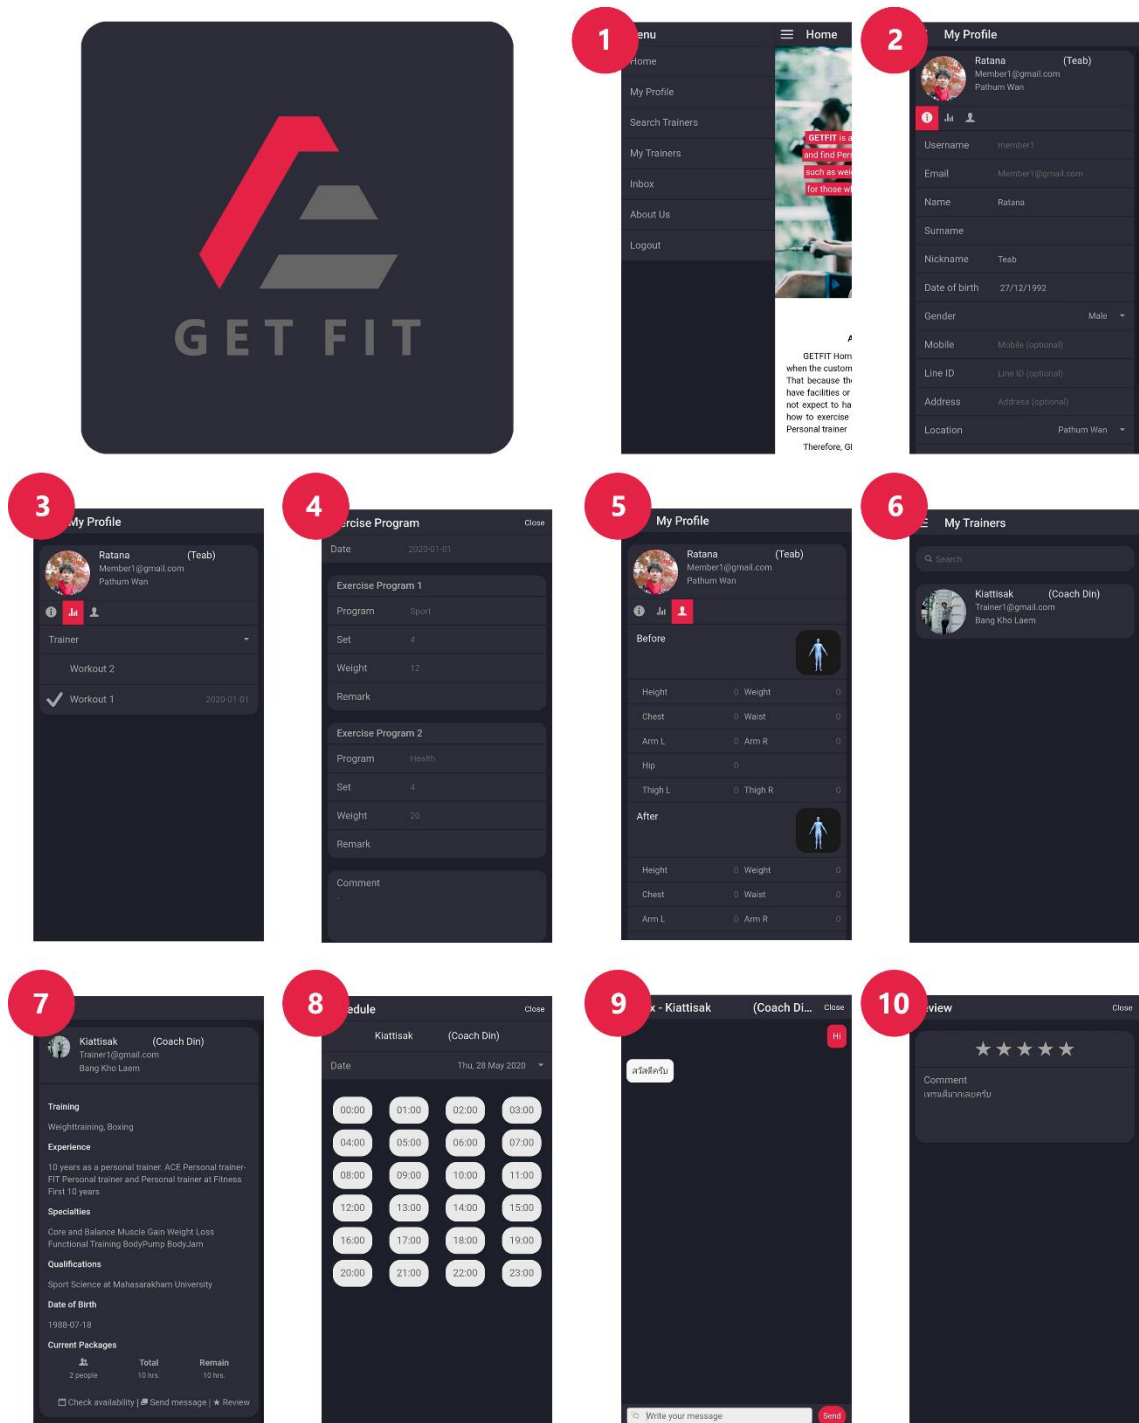 GET FIT
1
enu
Home
My Profile
Search Trainers
My Trainers
Inbox
About Us
Logout
Home
GETFIT is a
and find Per
such as wei
for those w
A
GETFIT Hom
when the custom
That because the
have facilities or
not expect to ha
how to exercise
Personal trainer
Therefore, GI
2
My Profile
Ratana (Teab)
Member1@gmail.com
Pathum Wan
Username member1
Email Member1@gmail.com
Name Ratana
Surname
Nickname Teab
Date of birth 27/12/1992
Gender Male
Mobile Mobile (optional)
Line ID Line ID (optional)
Address Address (optional)
Location Pathum Wan
3
My Profile
Ratana (Teab)
Member1@gmail.com
Pathum Wan
Trainer
Workout 2
Workout 1 2020-01-01
4
ercise Program Close
Date 2020-01-01
Exercise Program 1
Program Sport
Set 4
Weight 12
Remark
Exercise Program 2
Program Health
Set 4
Weight 20
Remark
Comment
-
5
My Profile
Ratana (Teab)
Member1@gmail.com
Pathum Wan
Before
Height 0 Weight 0
Chest 0 Waist 0
Arm L 0 Arm R 0
Hip 0
Thigh L 0 Thigh R 0
After
Height 0 Weight 0
Chest 0 Waist 0
Arm L 0 Arm R 0
6
My Trainers
Search
Kiattisak (Coach Din)
Trainer1@gmail.com
Bang Kho Laem
7
Kiattisak (Coach Din)
Trainer1@gmail.com
Bang Kho Laem
Training
Weighttraining, Boxing
Experience
10 years as a personal trainer. ACE Personal trainer-
FIT Personal trainer and Personal trainer at Fitness
First 10 years
Specialties
Core and Balance Muscle Gain Weight Loss
Functional Training BodyPump BodyJam
Qualifications
Sport Science at Mahasarakham University
Date of Birth
1988-07-18
Current Packages
Total Remain
2 people 10 hrs. 10 hrs.
Check availability | Send message | ★ Review
8
edule Close
Kiattisak (Coach Din)
Date Thu, 28 May 2020
00:00 01:00 02:00 03:00
04:00 05:00 06:00 07:00
08:00 09:00 10:00 11:00
12:00 13:00 14:00 15:00
16:00 17:00 18:00 19:00
20:00 21:00 22:00 23:00
9
x - Kiattisak (Coach Di... Close
Hi
สวัสดีครับ
Write your message Send
10
eview Close
Comment
เทรนดีมากเลยครับ